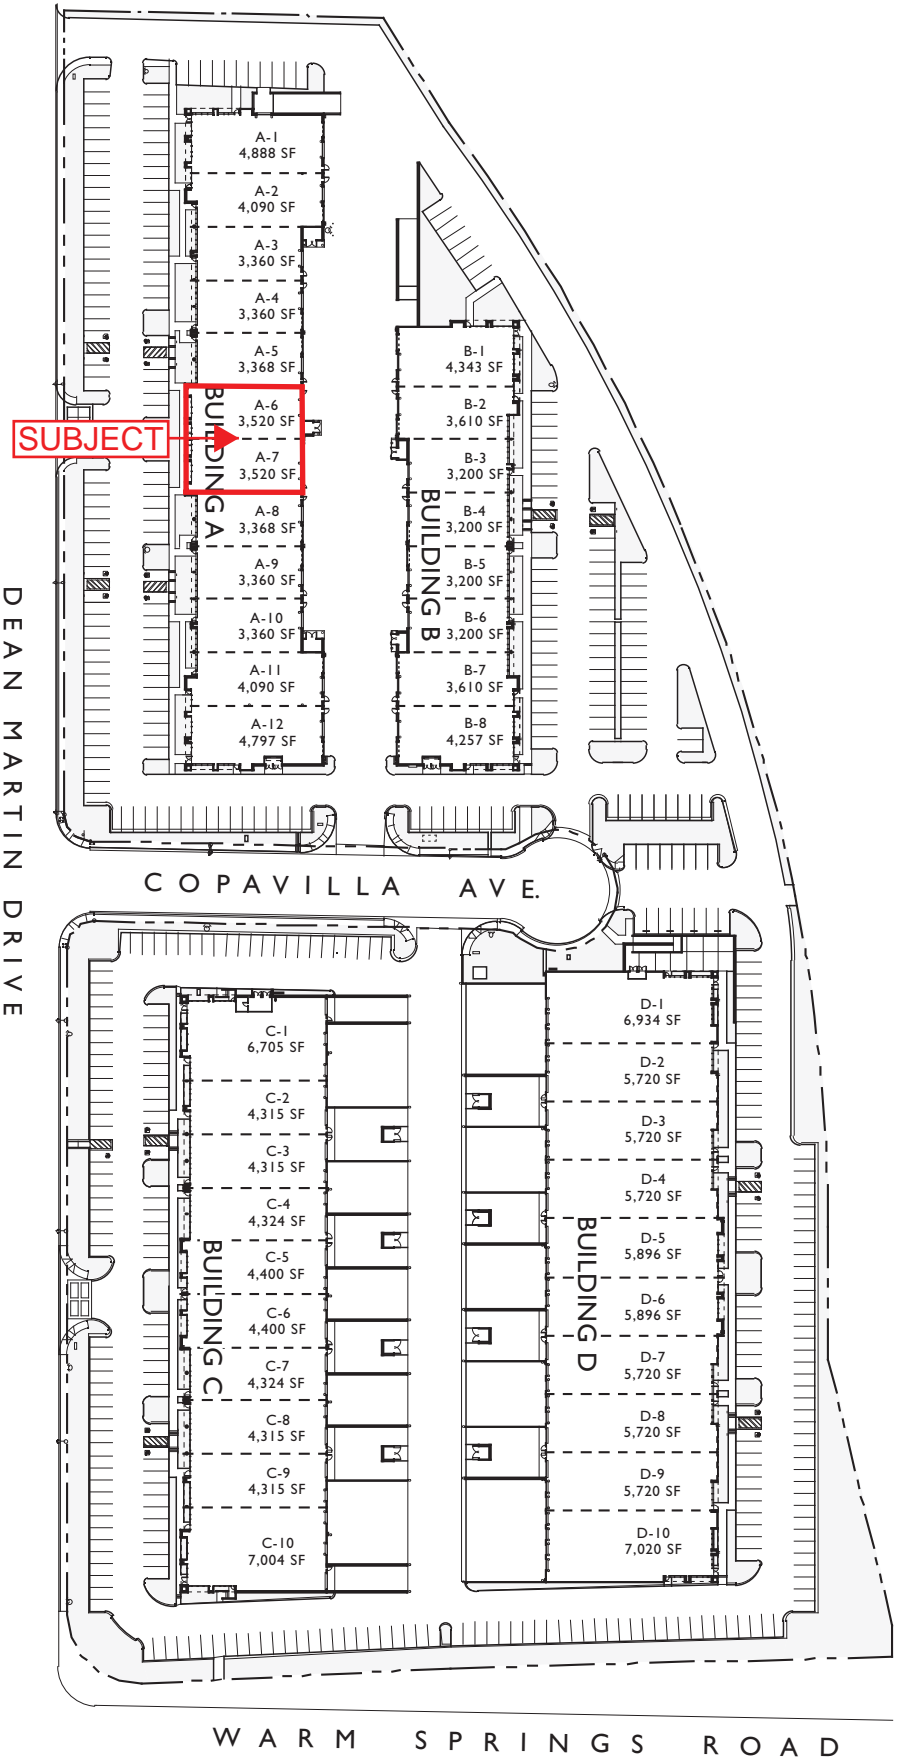 A-1
4,888 SF
A-2
4,090 SF
A-3
3,360 SF
A-4
3,360 SF
A-5
3,368 SF
A-6
3,520 SF
A-7
3,520 SF
A-8
3,368 SF
A-9
3,360 SF
A-10
3,360 SF
A-11
4,090 SF
A-12
4,797 SF
BUILDING A
SUBJECT
B-1
4,343 SF
B-2
3,610 SF
B-3
3,200 SF
B-4
3,200 SF
B-5
3,200 SF
B-6
3,200 SF
B-7
3,610 SF
B-8
4,257 SF
BUILDING B
DEAN MARTIN DRIVE
COPAVILLA AVE.
C-1
6,705 SF
C-2
4,315 SF
C-3
4,315 SF
C-4
4,324 SF
C-5
4,400 SF
C-6
4,400 SF
C-7
4,324 SF
C-8
4,315 SF
C-9
4,315 SF
C-10
7,004 SF
BUILDING C
D-1
6,934 SF
D-2
5,720 SF
D-3
5,720 SF
D-4
5,720 SF
D-5
5,896 SF
D-6
5,896 SF
D-7
5,720 SF
D-8
5,720 SF
D-9
5,720 SF
D-10
7,020 SF
BUILDING D
WARM SPRINGS ROAD